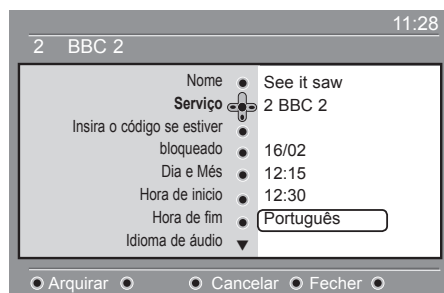 11:28
2 BBC 2
Nome See it saw
Serviço 2 BBC 2
Insira o código se estiver
bloqueado 16/02
Dia e Més 12:15
Hora de inicio 12:30
Hora de fim Português
Idioma de áudio
Arquirar Cancelar Fecher